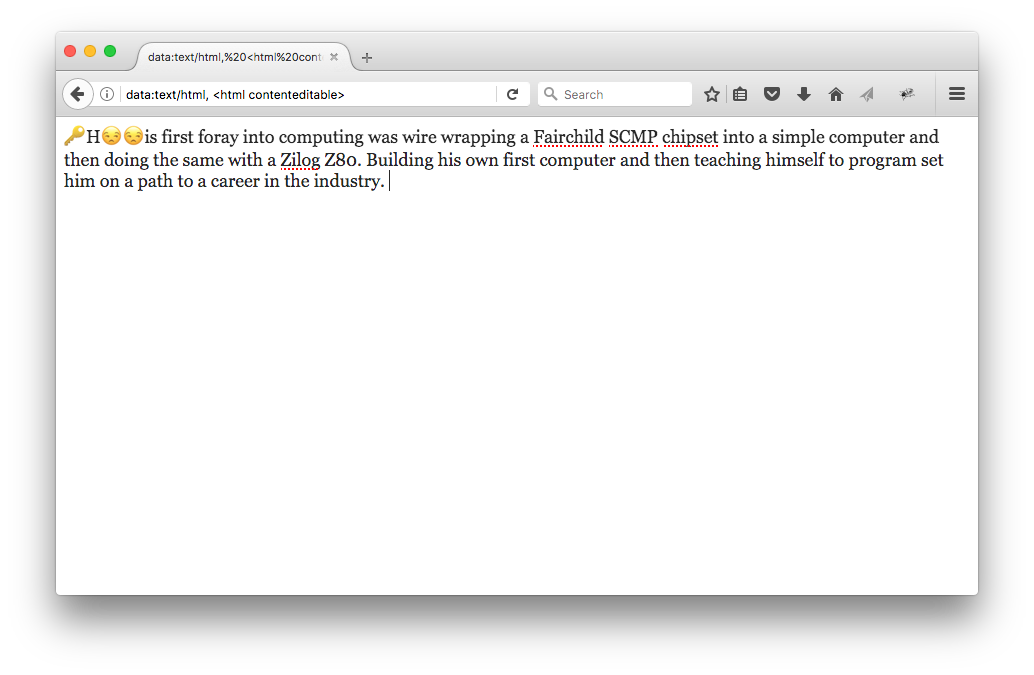 data:text/html,%20<html%20cont
data:text/html, <html contenteditable>
Search
🔑H😒😒is first foray into computing was wire wrapping a Fairchild SCMP chipset into a simple computer and
then doing the same with a Zilog Z80. Building his own first computer and then teaching himself to program set
him on a path to a career in the industry.